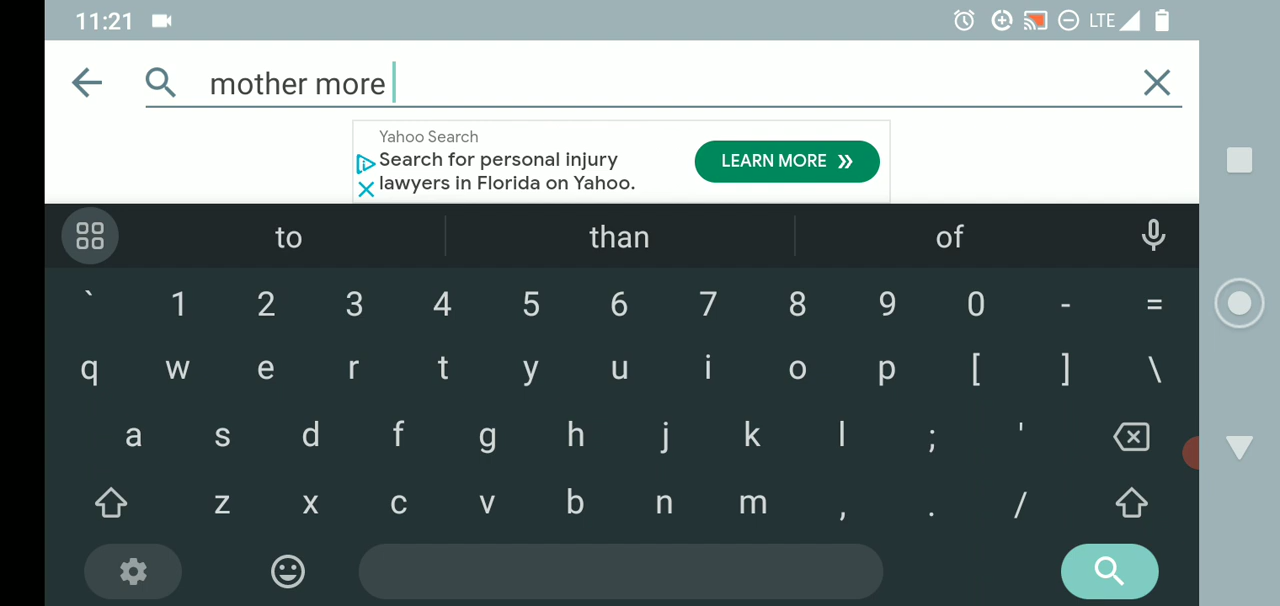 11:21 LTE
mother more
Yahoo Search
Search for personal injury
lawyers in Florida on Yahoo.
LEARN MORE »
to than of
` 1 2 3 4 5 6 7 8 9 0 - =
q w e r t y u i o p [ ] \
a s d f g h j k l ; '
z x c v b n m , . /